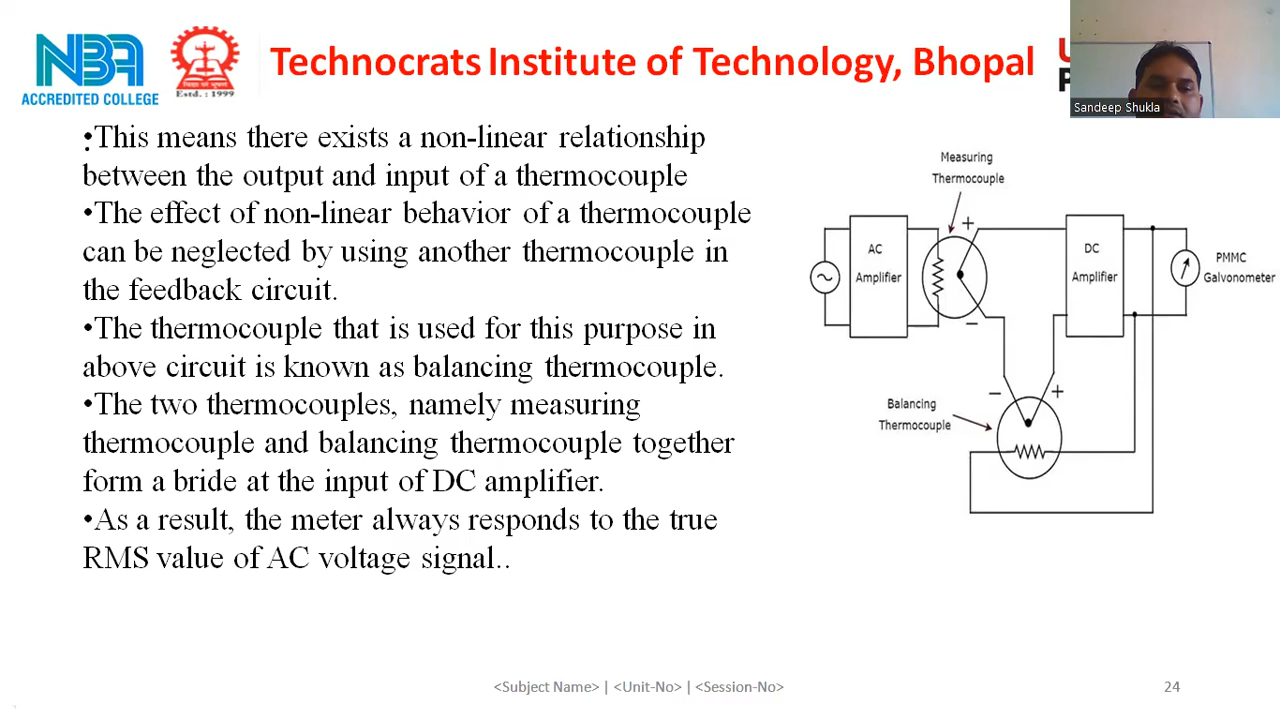 NBA
ACCREDITED COLLEGE
Estd. : 1999
Technocrats Institute of Technology, Bhopal
Sandeep Shukla
•This means there exists a non-linear relationship
between the output and input of a thermocouple
•The effect of non-linear behavior of a thermocouple
can be neglected by using another thermocouple in
the feedback circuit.
•The thermocouple that is used for this purpose in
above circuit is known as balancing thermocouple.
•The two thermocouples, namely measuring
thermocouple and balancing thermocouple together
form a bride at the input of DC amplifier.
•As a result, the meter always responds to the true
RMS value of AC voltage signal..
Measuring
Thermocouple
+
AC
Amplifier
−
DC
Amplifier
PMMC
Galvonometer
− +
Balancing
Thermocouple
<Subject Name> | <Unit-No> | <Session-No>
24